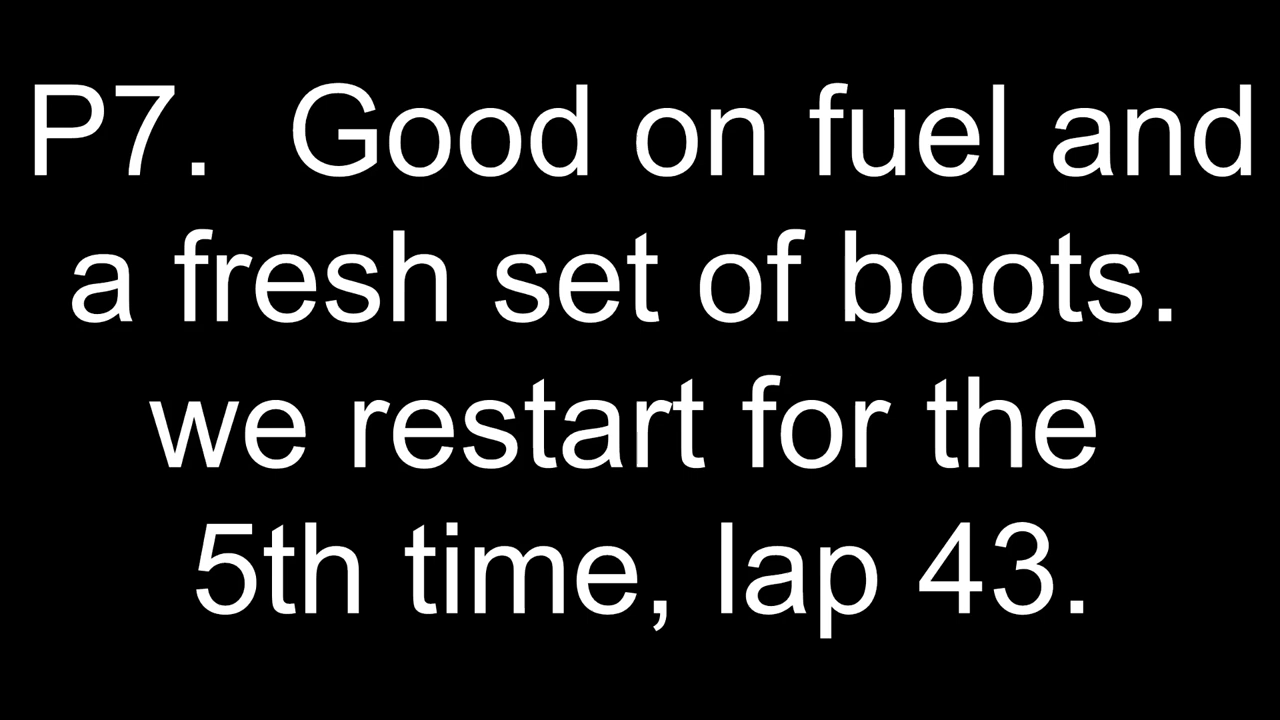 P7.  Good on fuel and
a fresh set of boots.
we restart for the
5th time, lap 43.